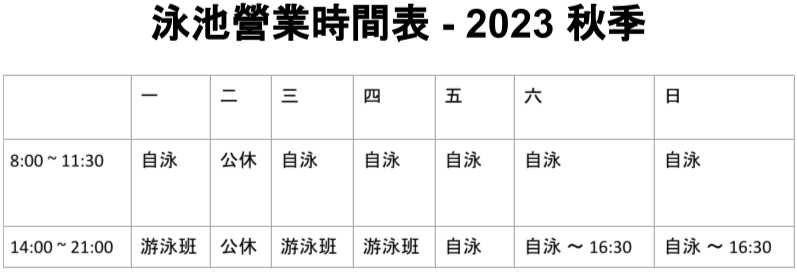 泳池營業時間表 - 2023 秋季
一 二 三 四 五 六 日
8:00 ~ 11:30 自泳 公休 自泳 自泳 自泳 自泳 自泳
14:00 ~ 21:00 游泳班 公休 游泳班 游泳班 自泳 自泳 ～ 16:30 自泳 ～ 16:30